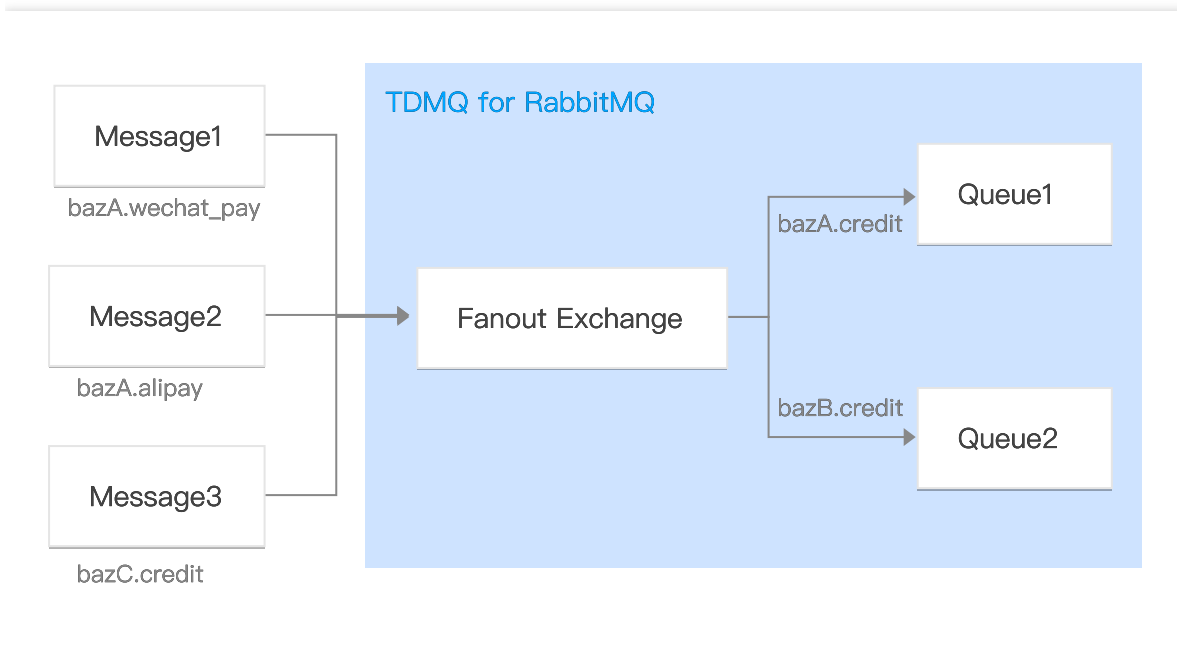 TDMQ for RabbitMQ
Message1
bazA.wechat_pay
Message2
bazA.alipay
Message3
bazC.credit
Fanout Exchange
bazA.credit
Queue1
bazB.credit
Queue2